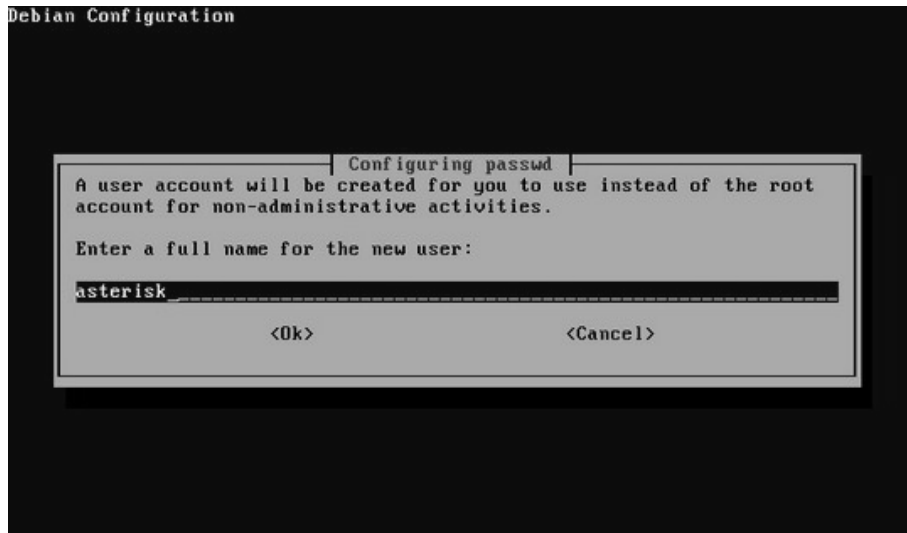 Debian Configuration
Configuring passwd
A user account will be created for you to use instead of the root
account for non-administrative activities.
Enter a full name for the new user:
asterisk
<Ok> <Cancel>